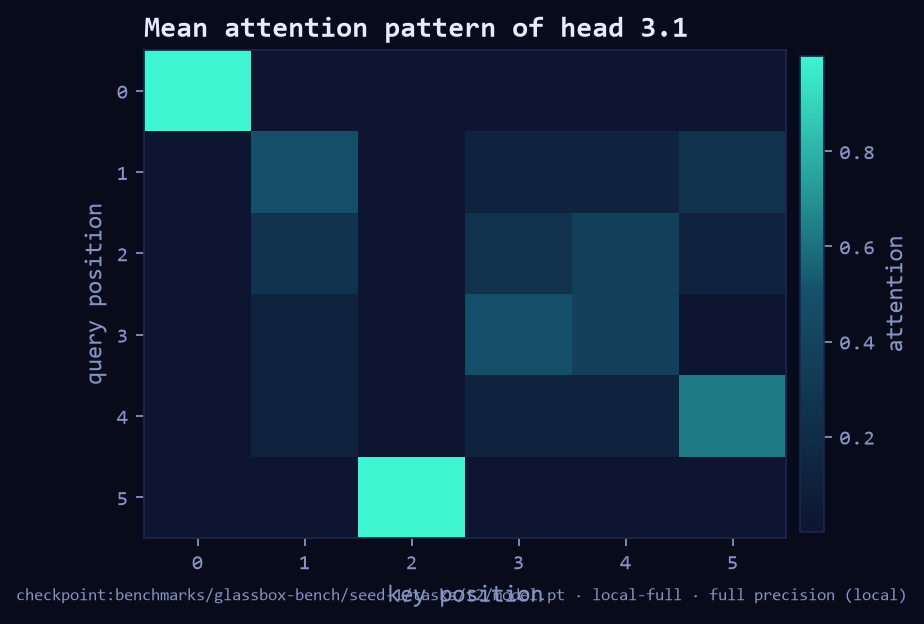 Mean attention pattern of head 3.1
0
1
2
3
4
5
query position
0 1 2 3 4 5
key position
0.8
0.6
0.4
0.2
attention
checkpoint:benchmarks/glassbox-bench/seed- pt · local-full · full precision (local)